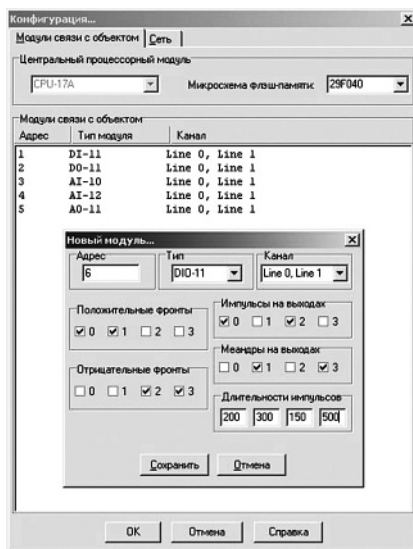 Конфигурация...
Модули связи с объектом Сеть
Центральный процессорный модуль
CPU-17A Микросхема флэш-памяти: 29F040
Модули связи с объектом
Адрес Тип модуля Канал
1 DI-11 Line 0, Line 1
2 DO-11 Line 0, Line 1
3 AI-10 Line 0, Line 1
4 AI-12 Line 0, Line 1
5 AO-11 Line 0, Line 1
Новый модуль...
Адрес Тип Канал
6 DIO-11 Line 0, Line 1
Положительные фронты Импульсы на выходах
0 1 2 3 0 1 2 3
Отрицательные фронты Меандры на выходах
0 1 2 3 0 1 2 3
Длительности импульсов
200 300 150 500
Сохранить Отмена
OK Отмена Справка